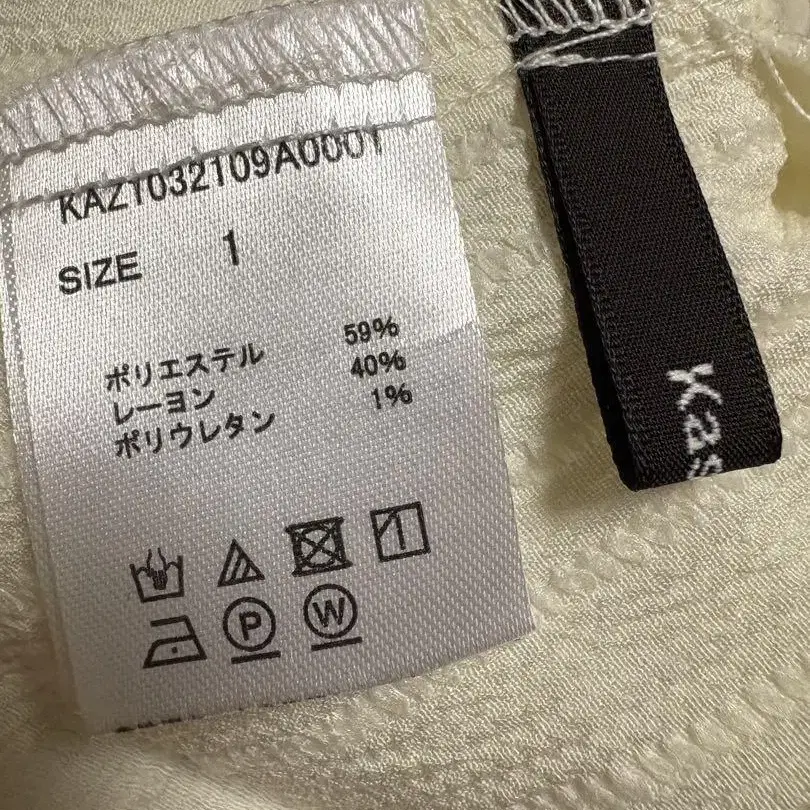 KAZ1032109A0001
SIZE 1
ポリエステル 59%
レーヨン 40%
ポリウレタン 1%
P W
Kas